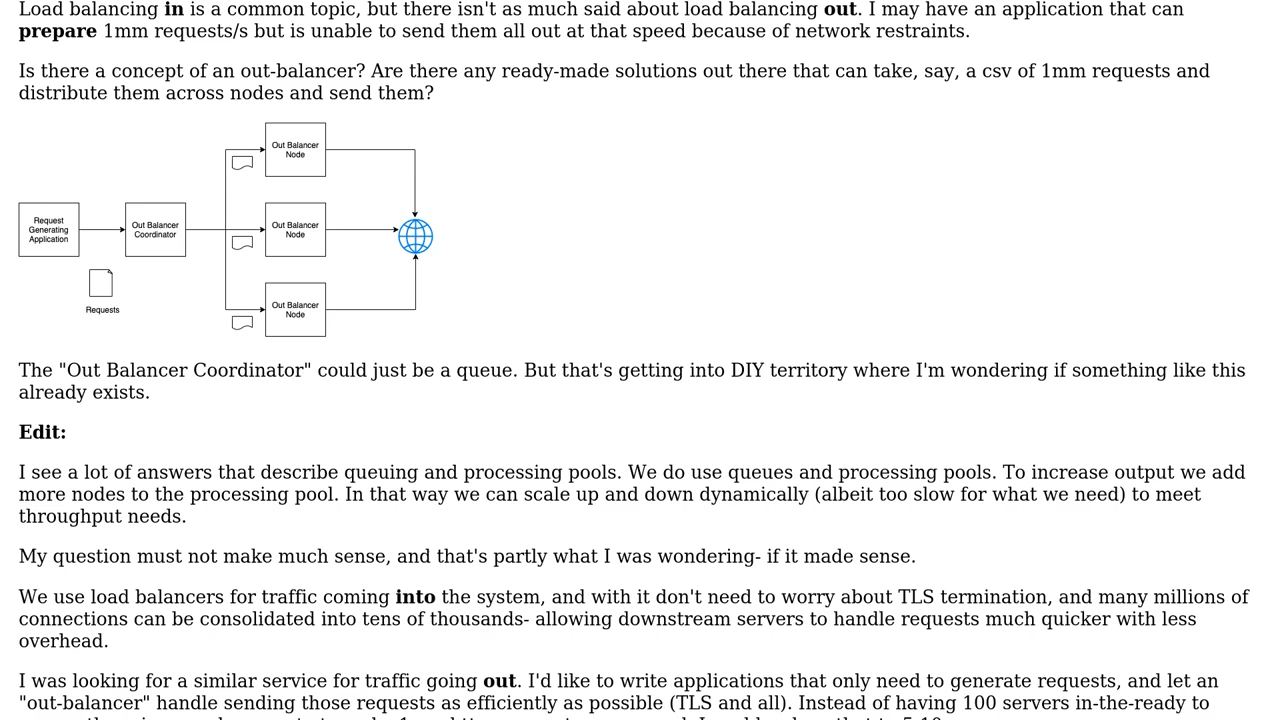 Load balancing in is a common topic, but there isn't as much said about load balancing out. I may have an application that can
prepare 1mm requests/s but is unable to send them all out at that speed because of network restraints.
Is there a concept of an out-balancer? Are there any ready-made solutions out there that can take, say, a csv of 1mm requests and
distribute them across nodes and send them?
Out Balancer
Node
Request
Generating
Application
Out Balancer
Coordinator
Out Balancer
Node
Requests
Out Balancer
Node
The "Out Balancer Coordinator" could just be a queue. But that's getting into DIY territory where I'm wondering if something like this
already exists.
Edit:
I see a lot of answers that describe queuing and processing pools. We do use queues and processing pools. To increase output we add
more nodes to the processing pool. In that way we can scale up and down dynamically (albeit too slow for what we need) to meet
throughput needs.
My question must not make much sense, and that's partly what I was wondering- if it made sense.
We use load balancers for traffic coming into the system, and with it don't need to worry about TLS termination, and many millions of
connections can be consolidated into tens of thousands- allowing downstream servers to handle requests much quicker with less
overhead.
I was looking for a similar service for traffic going out. I'd like to write applications that only need to generate requests, and let an
"out-balancer" handle sending those requests as efficiently as possible (TLS and all). Instead of having 100 servers in-the-ready to